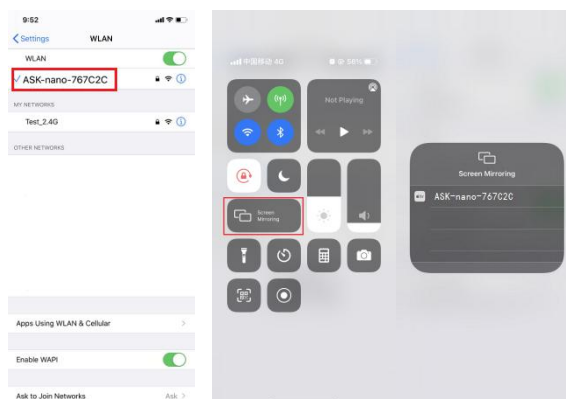 9:52
Settings
WLAN
WLAN
ASK-nano-767C2C
MY NETWORKS
Test_2.4G
OTHER NETWORKS
Apps Using WLAN & Cellular
Enable WAPI
Ask to Join Networks
Ask
中国移动 4G
38%
Not Playing
Screen
Mirroring
Screen Mirroring
ASK-nano-767C2C